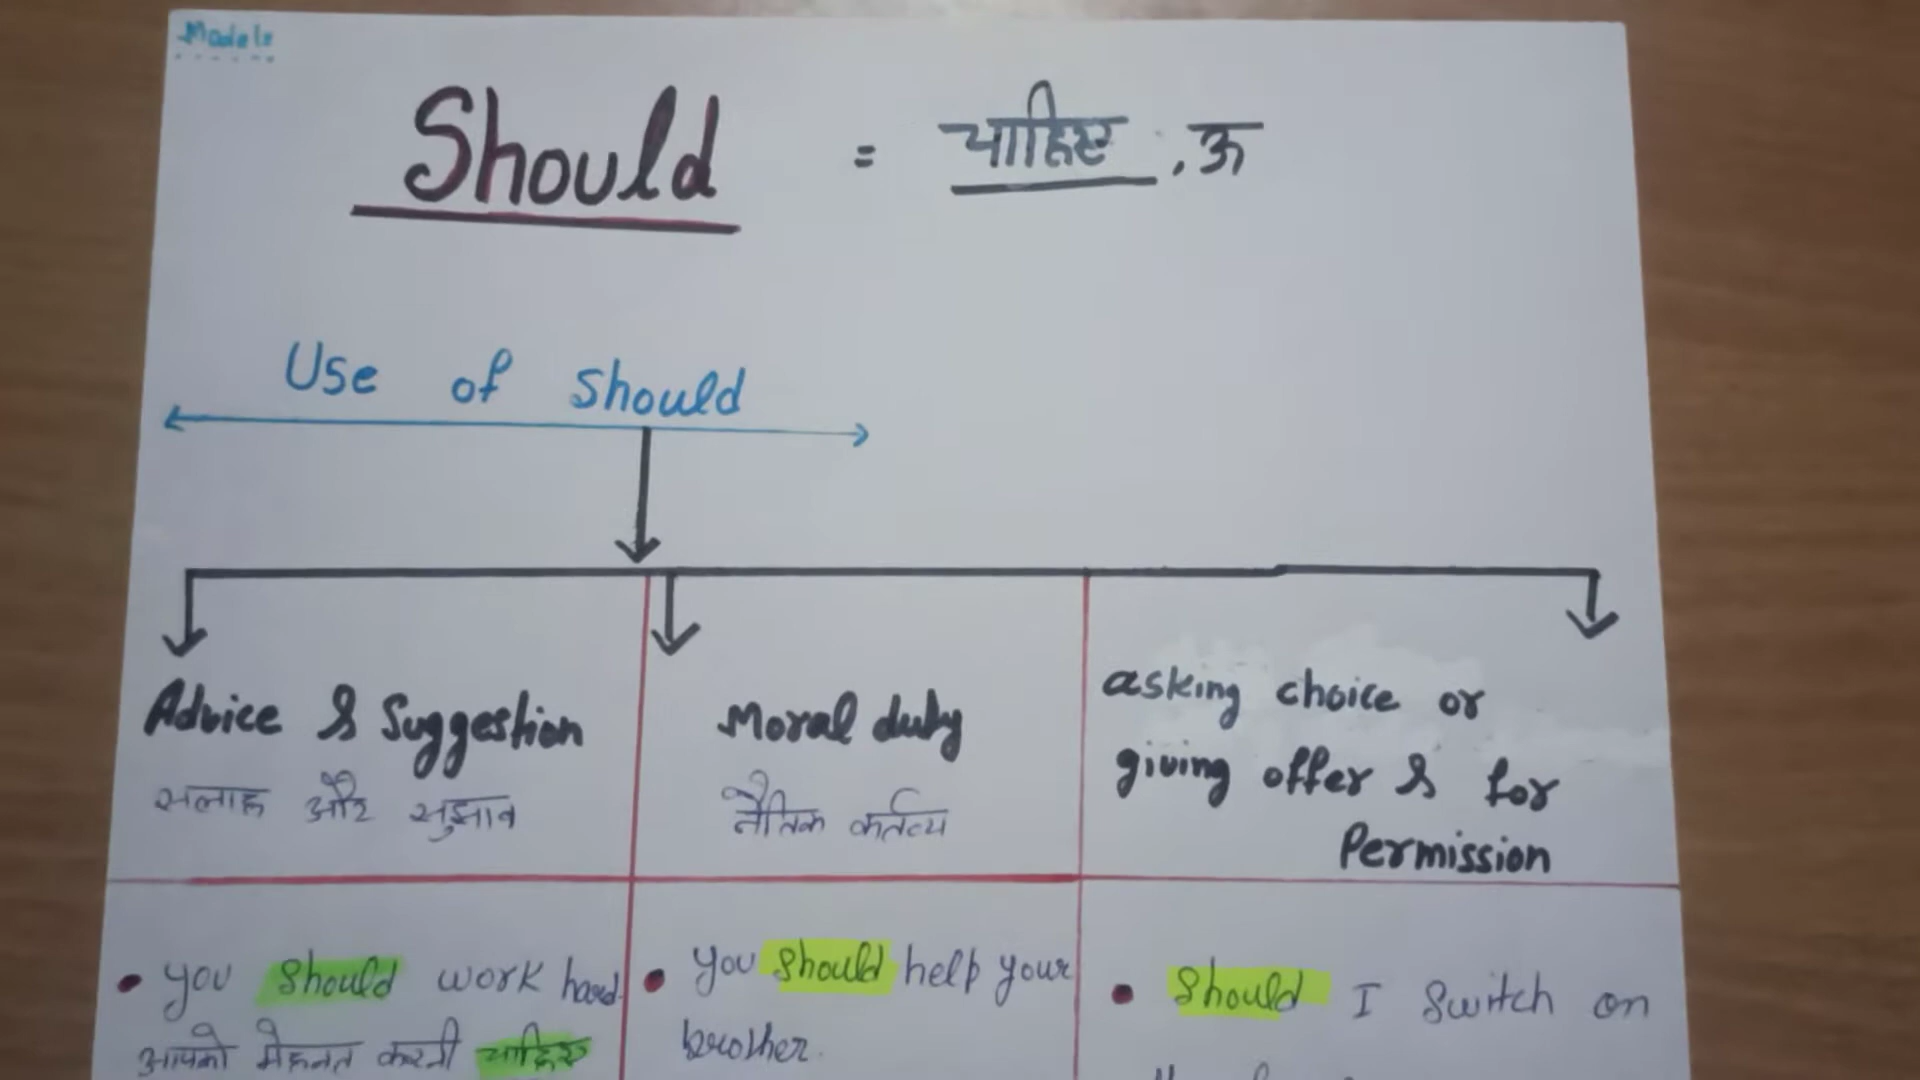 Models
Should = चाहिए , ऊ
Use of Should
Advice & Suggestion
सलाह और सुझाव
Moral duty
नैतिक कर्तव्य
asking choice or
giving offer & for
Permission
• you should work hard.
आपको मेहनत करनी चाहिए
• you should help your
brother.
• should I switch on